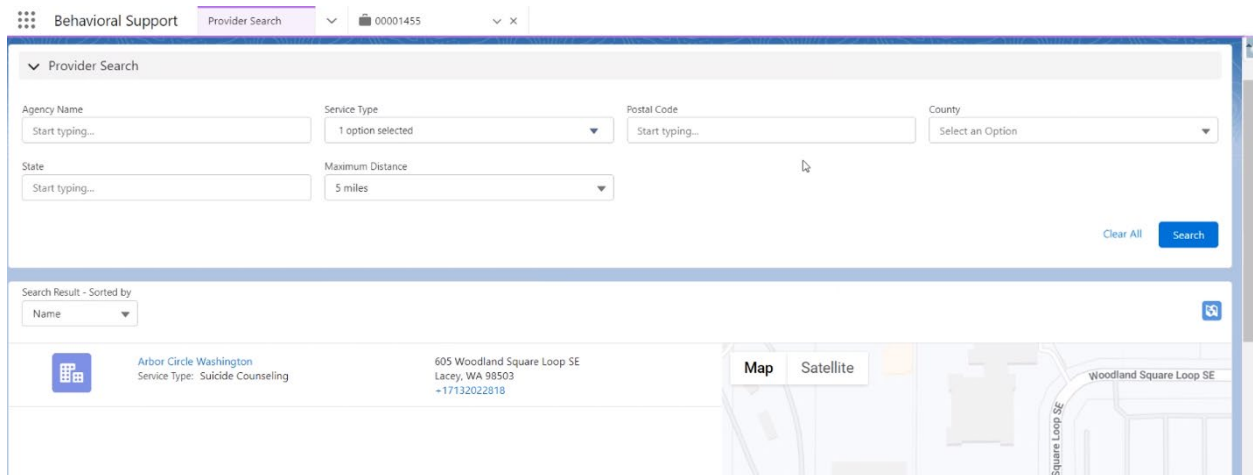 Behavioral Support Provider Search 00001455
Provider Search
Agency Name Service Type Postal Code County
Start typing... 1 option selected Start typing... Select an Option
State Maximum Distance
Start typing... 5 miles
Clear All Search
Search Result - Sorted by
Name
Arbor Circle Washington
Service Type: Suicide Counseling
605 Woodland Square Loop SE
Lacey, WA 98503
+17132022818
Map Satellite
Woodland Square Loop SE
Square Loop SE